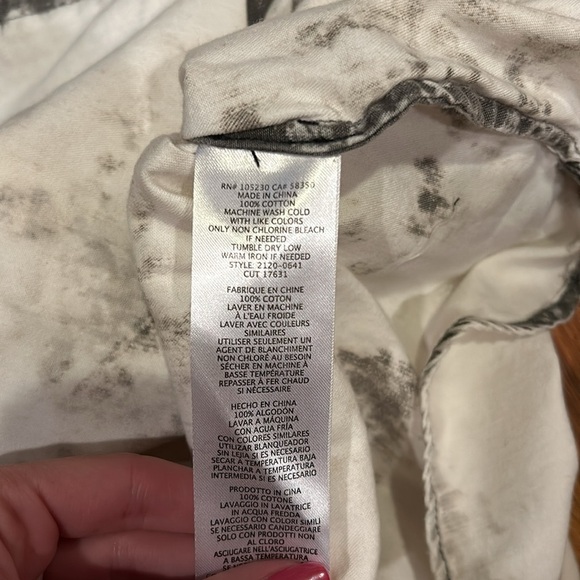 RN# 105230 CA# 58350
MADE IN CHINA
100% COTTON
MACHINE WASH COLD
WITH LIKE COLORS
ONLY NON CHLORINE BLEACH
IF NEEDED
TUMBLE DRY LOW
WARM IRON IF NEEDED
STYLE: 2120-0641
CUT 17631
FABRIQUE EN CHINE
100% COTON
LAVER EN MACHINE
À L'EAU FROIDE
LAVER AVEC COULEURS
SIMILAIRES
UTILISER SEULEMENT UN
AGENT DE BLANCHIMENT
NON CHLORÉ AU BESOIN
SÉCHER EN MACHINE À
BASSE TEMPÉRATURE
REPASSER À FER CHAUD
SI NÉCESSAIRE
HECHO EN CHINA
100% ALGODÓN
LAVAR A MÁQUINA
CON AGUA FRÍA
CON COLORES SIMILARES
UTILIZAR BLANQUEADOR
SIN LEJIA SI ES NECESARIO
SECAR A TEMPERATURA BAJA
PLANCHAR A TEMPERATURA
INTERMEDIA SI ES NECESARIO
PRODOTTO IN CINA
100% COTONE
LAVAGGIO IN LAVATRICE
IN ACQUA FREDDA
LAVAGGIO CON COLORI SIMILI
SE NECESSARIO CANDEGGIARE
SOLO CON PRODOTTI NON
AL CLORO
ASCIUGARE NELL'ASCIUGATRICE
A BASSA TEMPERATURA